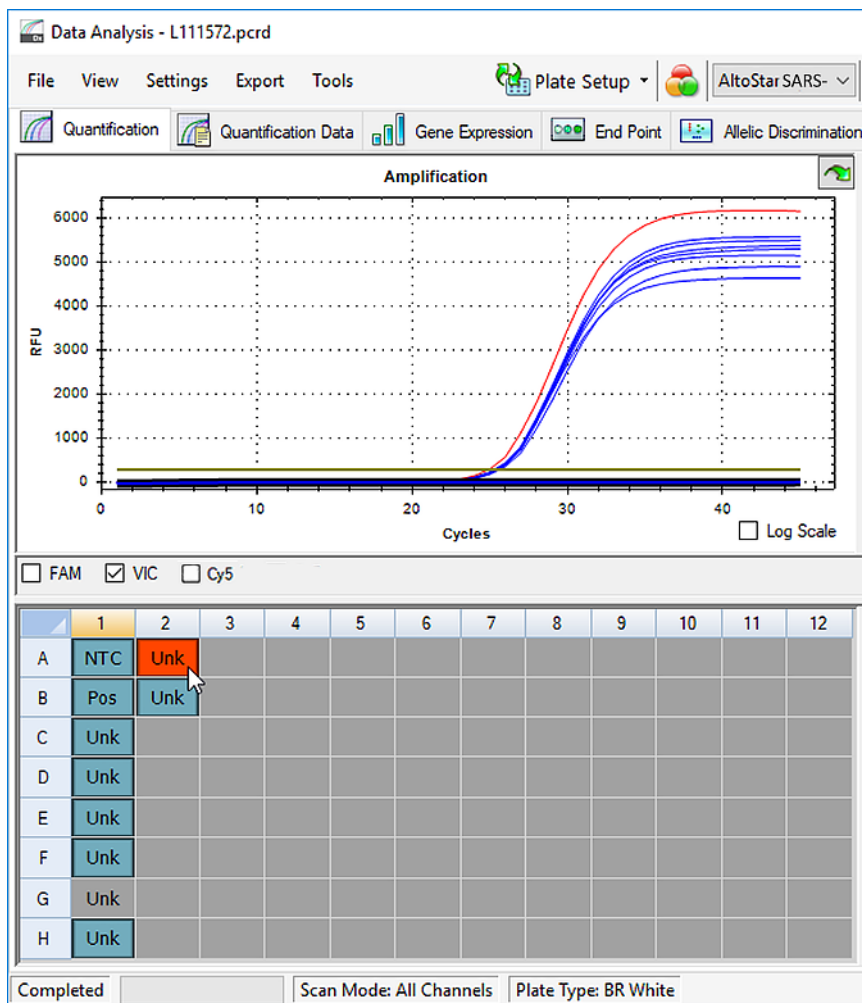 Data Analysis - L111572.pcrd
File View Settings Export Tools Plate Setup AltoStar SARS-
Quantification Quantification Data Gene Expression End Point Allelic Discrimination
Amplification
6000
5000
4000
3000
2000
1000
0
RFU
0 10 20 30 40
Cycles
Log Scale
FAM VIC Cy5
1 2 3 4 5 6 7 8 9 10 11 12
A NTC Unk
B Pos Unk
C Unk
D Unk
E Unk
F Unk
G Unk
H Unk
Completed Scan Mode: All Channels Plate Type: BR White